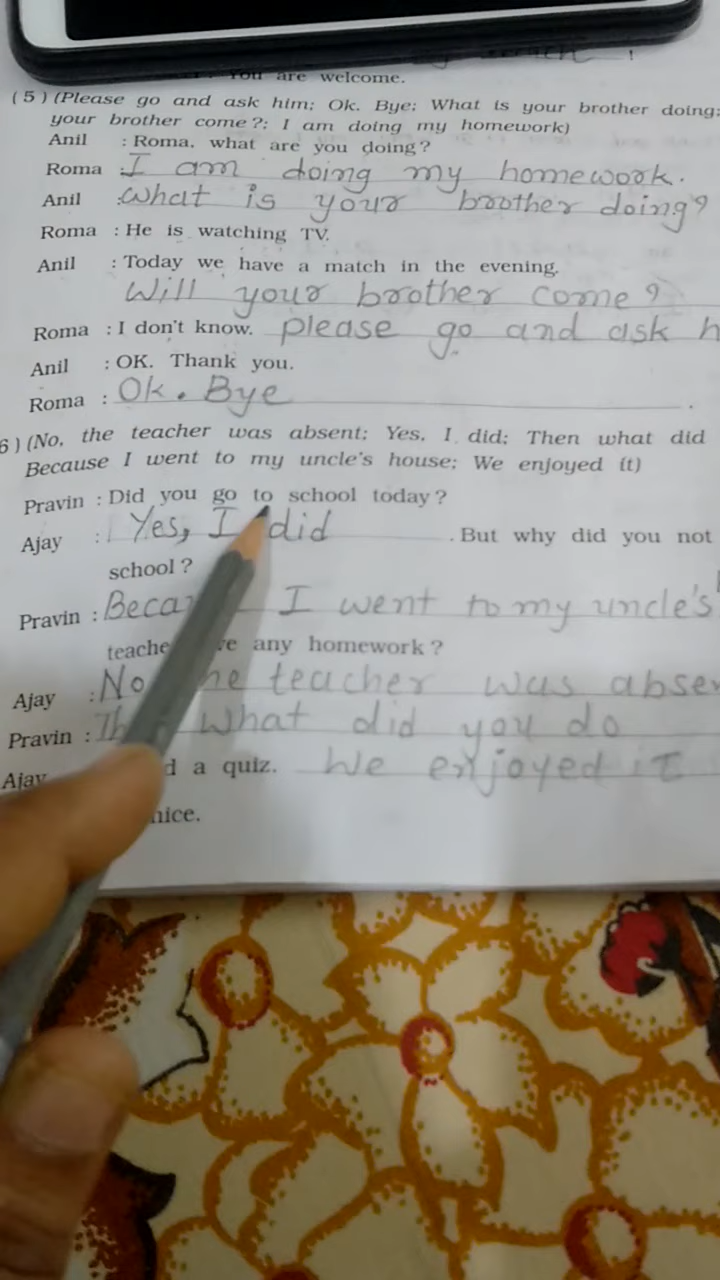 You are welcome.
(5) (Please go and ask him; Ok. Bye; What is your brother doing;
your brother come ?; I am doing my homework)
Anil : Roma, what are you doing?
Roma : I am doing my homework.
Anil : What is your brother doing?
Roma : He is watching TV.
Anil : Today we have a match in the evening.
Will your brother come ?
Roma : I don't know. please go and ask h
Anil : OK. Thank you.
Roma : Ok. Bye .
6) (No, the teacher was absent; Yes, I did; Then what did
Because I went to my uncle's house; We enjoyed it)
Pravin : Did you go to school today ?
Ajay : Yes, I did . But why did you not
school ?
Pravin : Beca I went to my uncle's
teache any homework ?
Ajay : No teacher was absen
Pravin : what did you do
Ajay a quiz. We enjoyed it
nice.